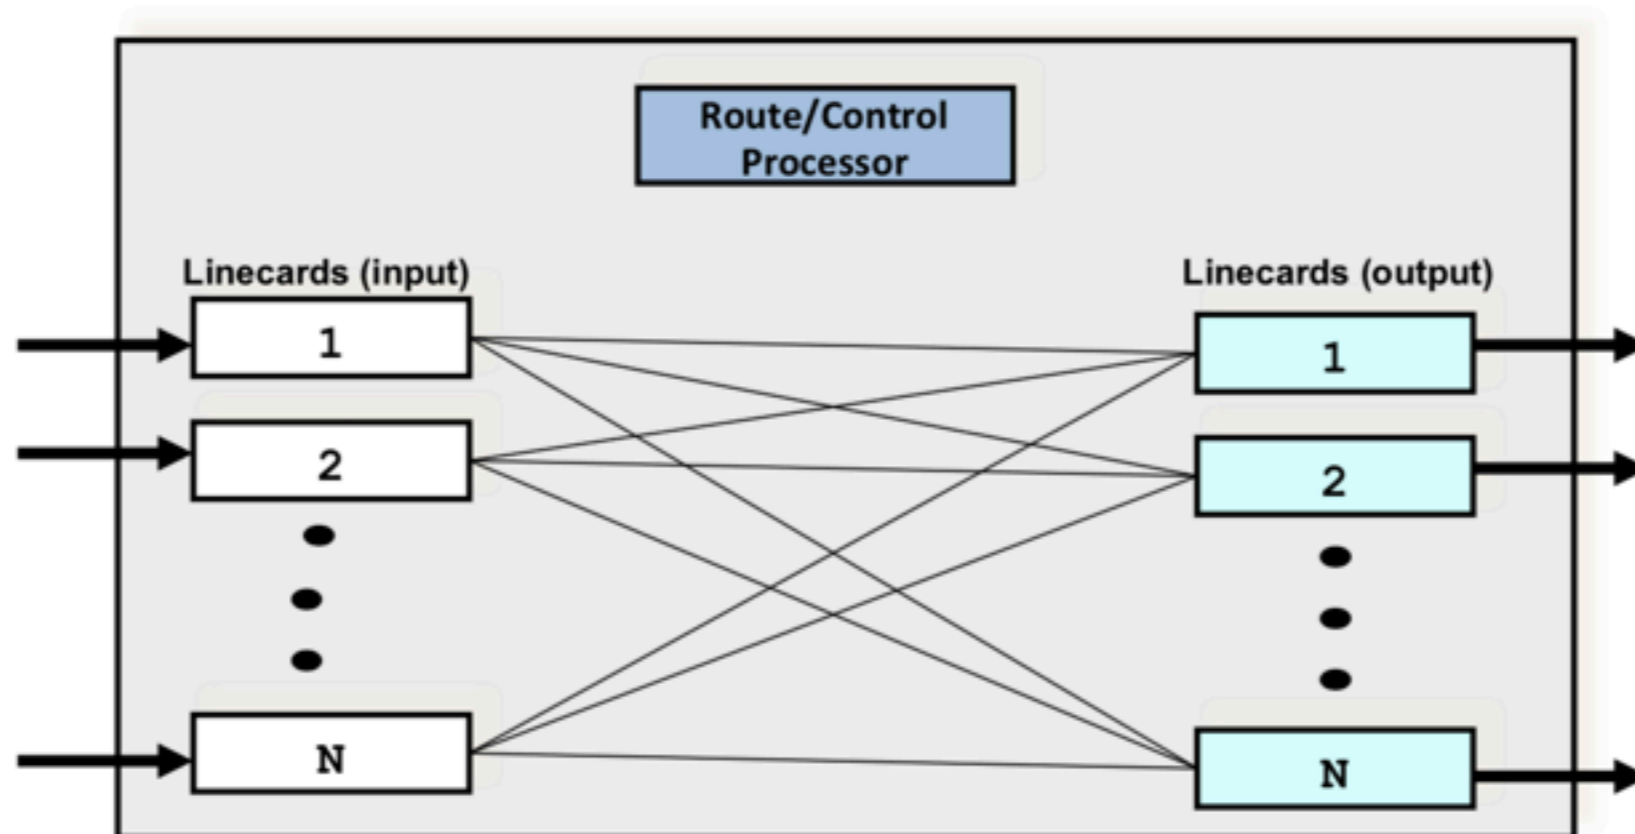 Route/Control
Processor
Linecards (input)
Linecards (output)
1
1
2
2
N
N